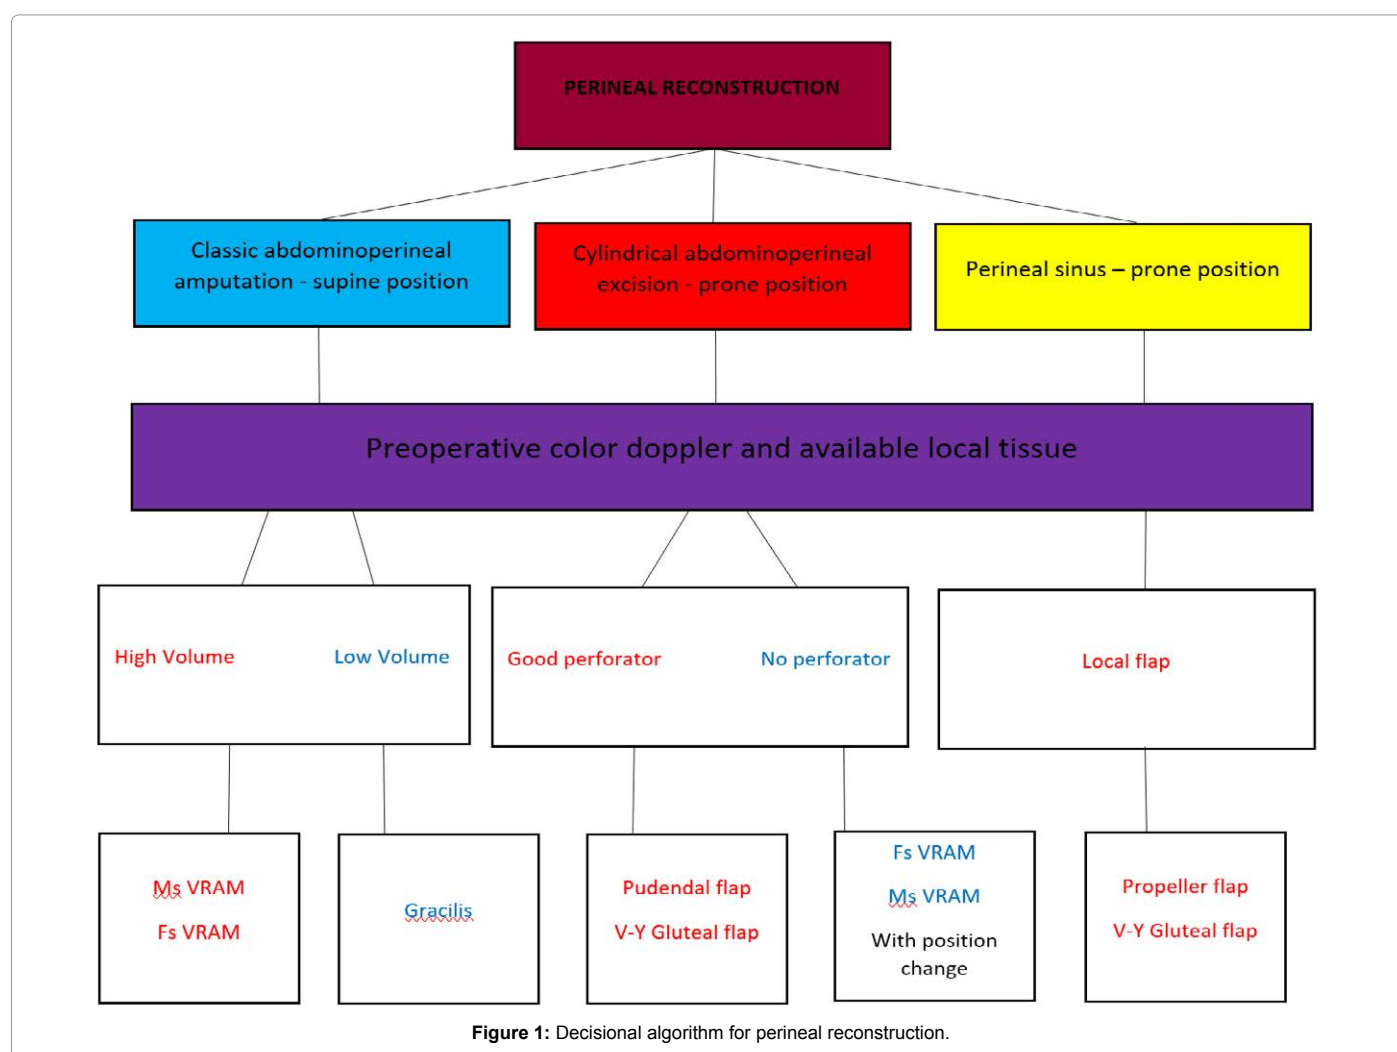 PERINEAL RECONSTRUCTION
Classic abdominoperineal
amputation - supine position
Cylindrical abdominoperineal
excision - prone position
Perineal sinus – prone position
Preoperative color doppler and available local tissue
High Volume
Low Volume
Good perforator
No perforator
Local flap
Ms VRAM
Fs VRAM
Gracilis
Pudendal flap
V-Y Gluteal flap
Fs VRAM
Ms VRAM
With position
change
Propeller flap
V-Y Gluteal flap
Figure 1: Decisional algorithm for perineal reconstruction.